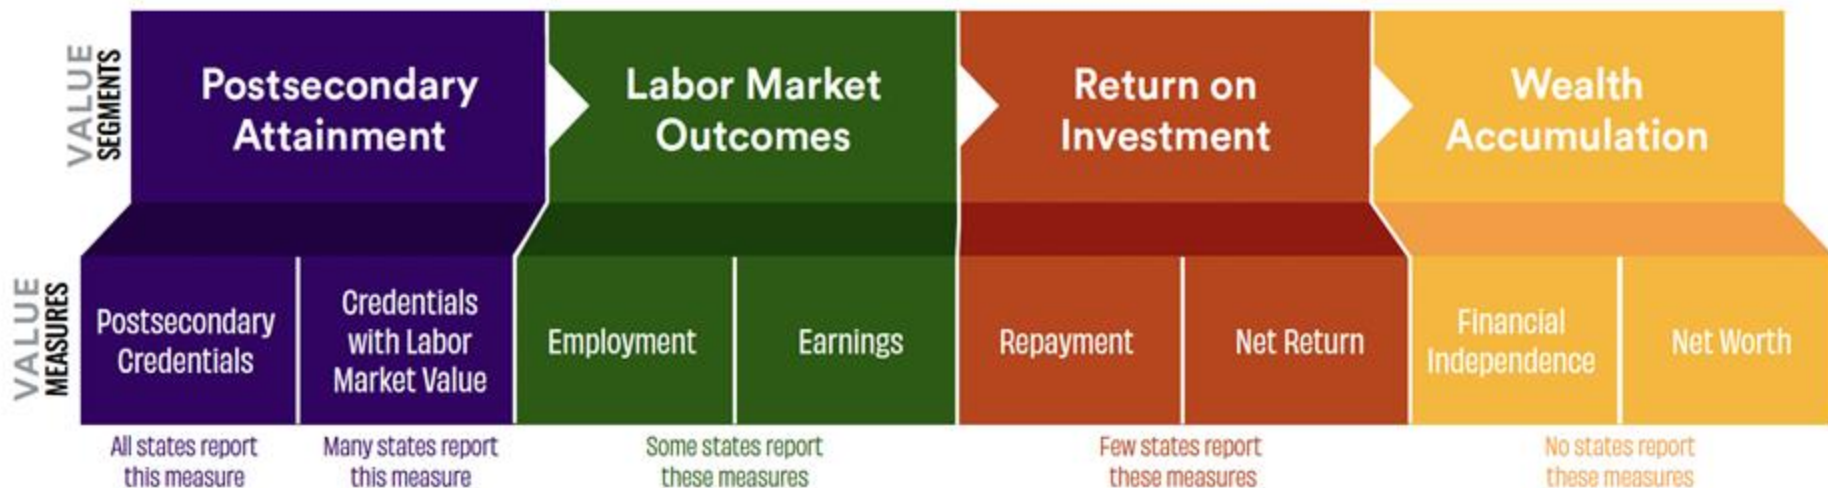 VALUE
SEGMENTS
Postsecondary
Attainment
Labor Market
Outcomes
Return on
Investment
Wealth
Accumulation
VALUE
MEASURES
Postsecondary
Credentials
Credentials
with Labor
Market Value
Employment
Earnings
Repayment
Net Return
Financial
Independence
Net Worth
All states report
this measure
Many states report
this measure
Some states report
these measures
Few states report
these measures
No states report
these measures